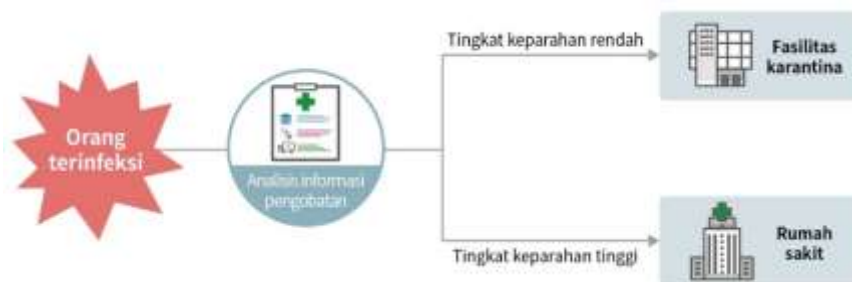 Orang
terinfeksi
Analisis informasi
pengobatan
Tingkat keparahan rendah
Fasilitas
karantina
Tingkat keparahan tinggi
Rumah
sakit